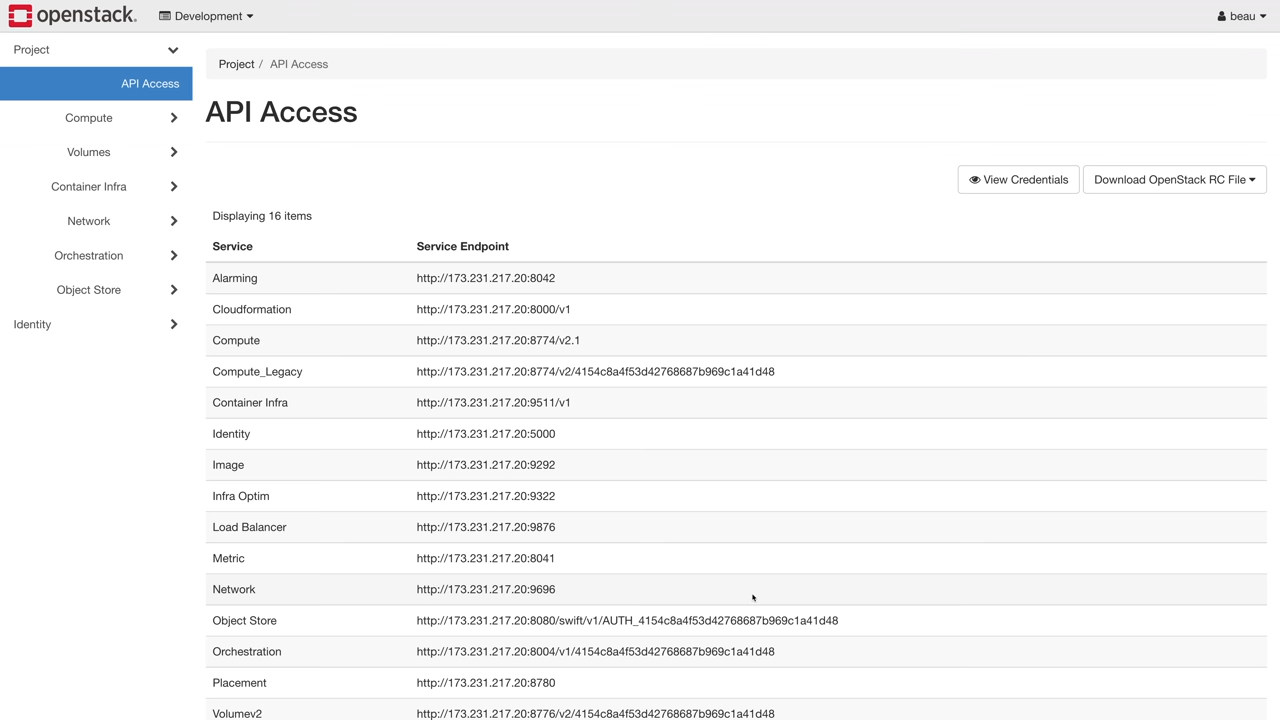 openstack. Development beau
Project
API Access
Compute
Volumes
Container Infra
Network
Orchestration
Object Store
Identity
Project / API Access
API Access
View Credentials Download OpenStack RC File
Displaying 16 items
Service Service Endpoint
Alarming http://173.231.217.20:8042
Cloudformation http://173.231.217.20:8000/v1
Compute http://173.231.217.20:8774/v2.1
Compute_Legacy http://173.231.217.20:8774/v2/4154c8a4f53d42768687b969c1a41d48
Container Infra http://173.231.217.20:9511/v1
Identity http://173.231.217.20:5000
Image http://173.231.217.20:9292
Infra Optim http://173.231.217.20:9322
Load Balancer http://173.231.217.20:9876
Metric http://173.231.217.20:8041
Network http://173.231.217.20:9696
Object Store http://173.231.217.20:8080/swift/v1/AUTH_4154c8a4f53d42768687b969c1a41d48
Orchestration http://173.231.217.20:8004/v1/4154c8a4f53d42768687b969c1a41d48
Placement http://173.231.217.20:8780
Volumev2 http://173.231.217.20:8776/v2/4154c8a4f53d42768687b969c1a41d48